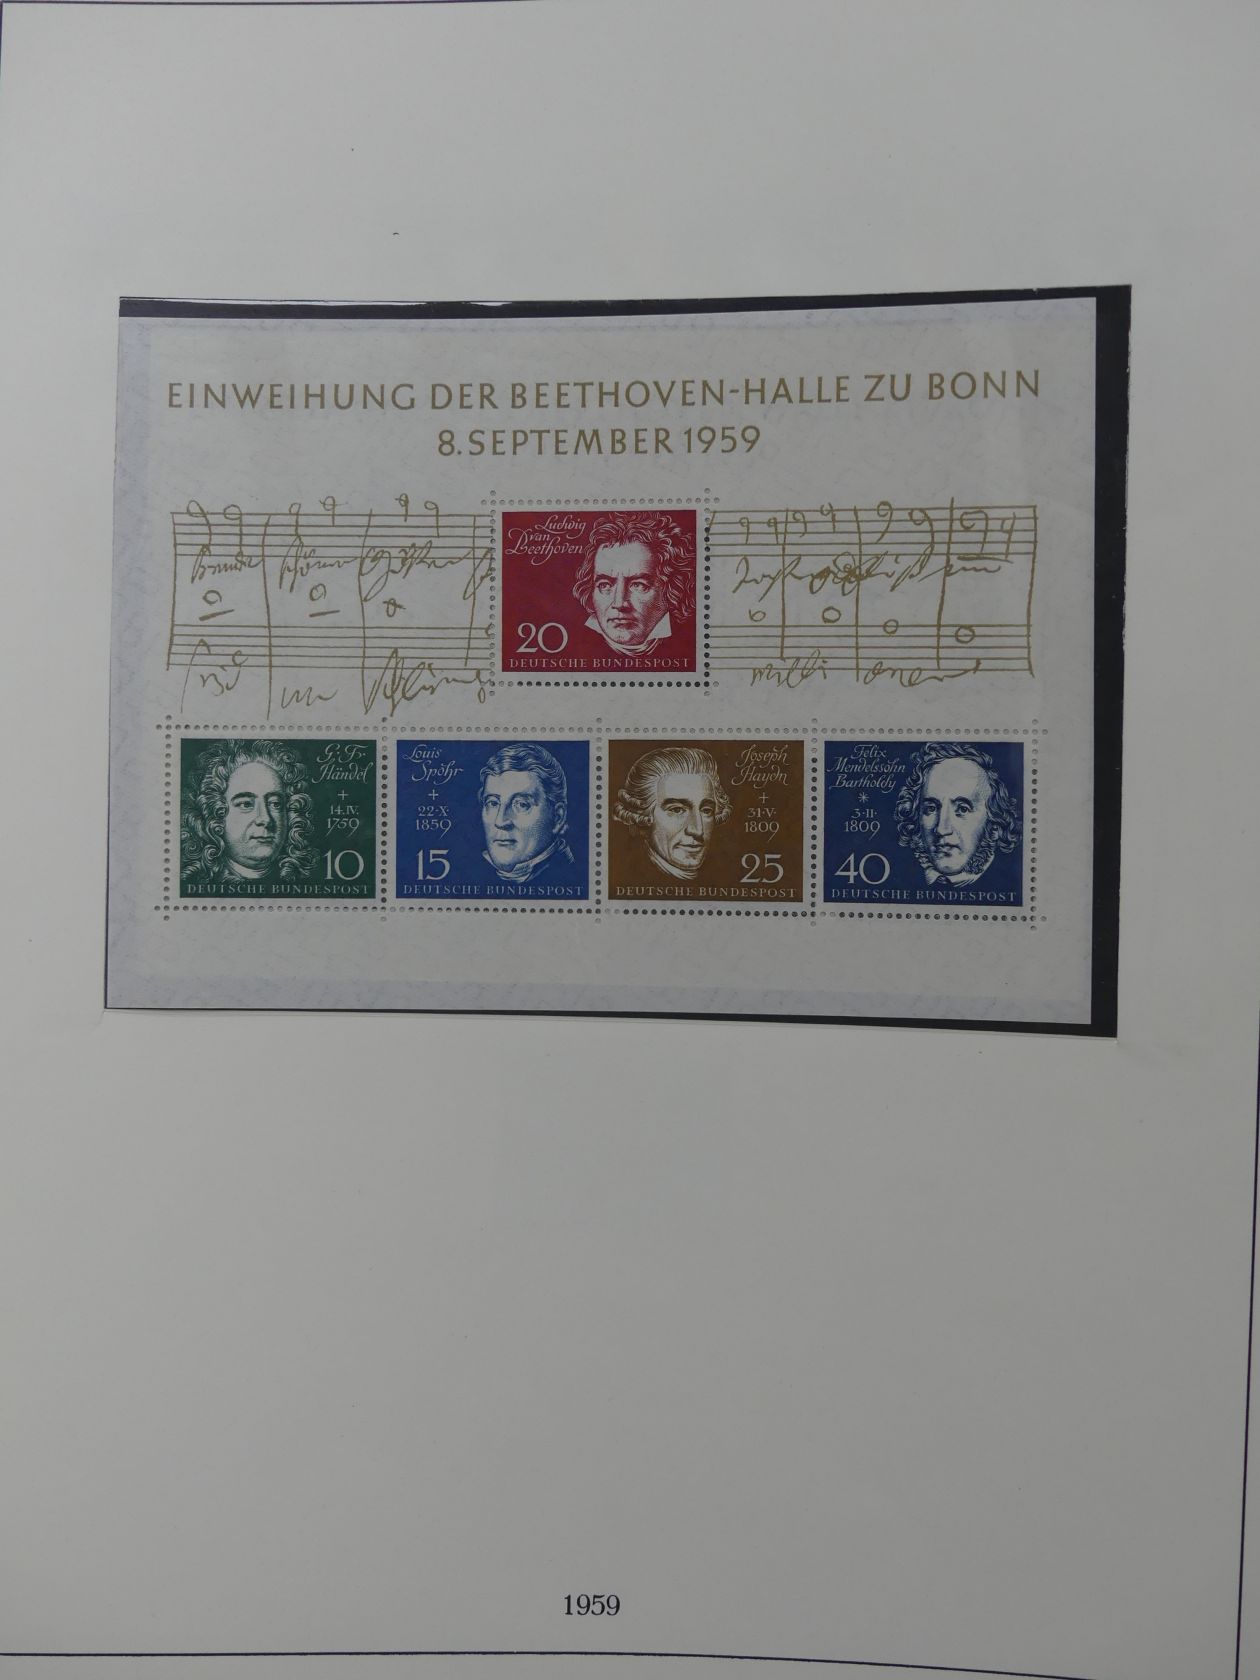 EINWEIHUNG DER BEETHOVEN-HALLE ZU BONN
8. SEPTEMBER 1959
Ludwig
van
Beethoven
20
DEUTSCHE BUNDESPOST
G. Fr.
Händel
+
14·IV.
1759
10
DEUTSCHE BUNDESPOST
Louis
Spohr
+
22·X·
1859
15
DEUTSCHE BUNDESPOST
Joseph
Haydn
+
31·V·
1809
25
DEUTSCHE BUNDESPOST
Felix
Mendelssohn
Bartholdy
*
3·II·
1809
40
DEUTSCHE BUNDESPOST
1959